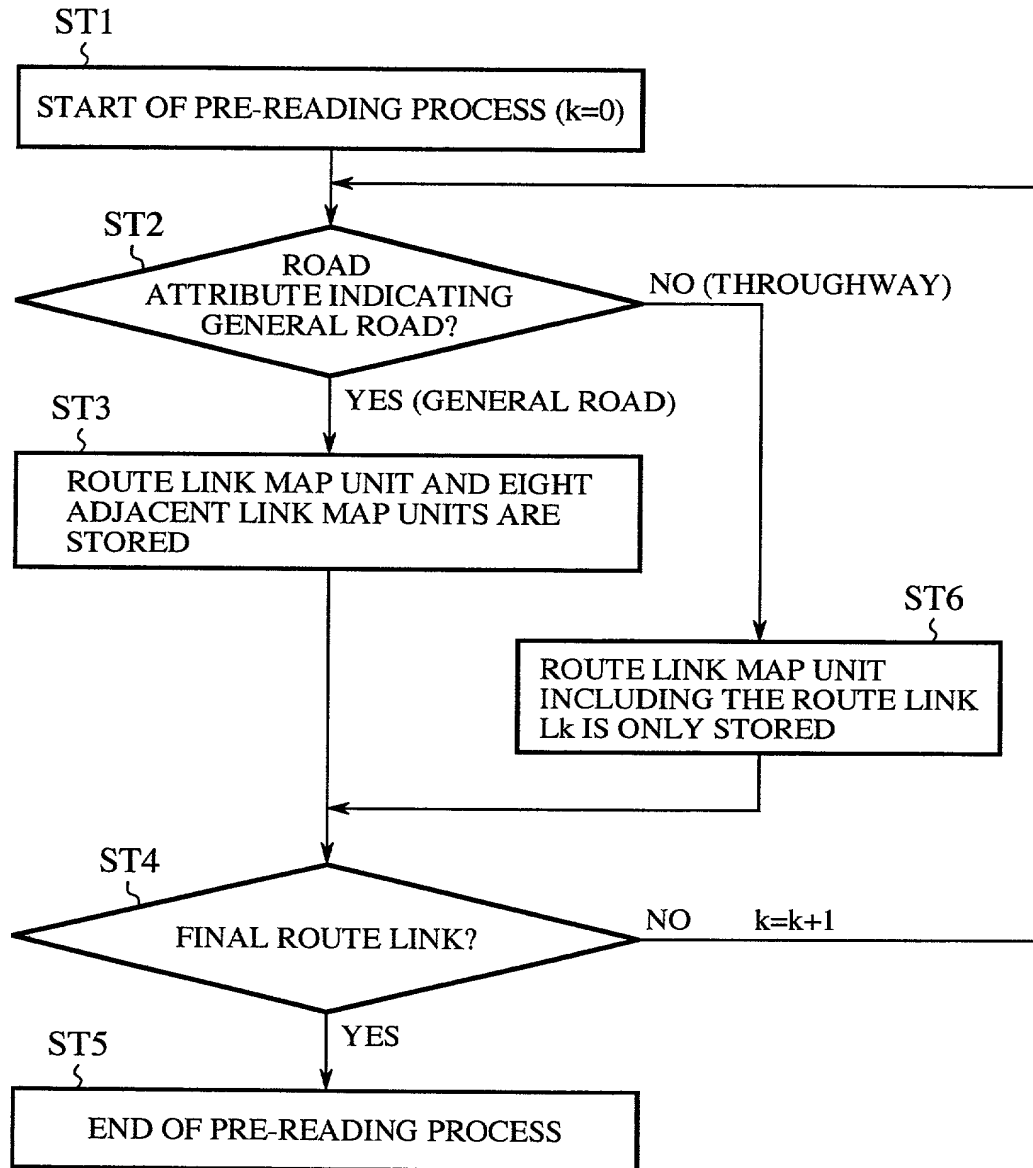 ST1
START OF PRE-READING PROCESS (k=0)
ST2
ROAD
ATTRIBUTE INDICATING
GENERAL ROAD?
NO (THROUGHWAY)
YES (GENERAL ROAD)
ST3
ROUTE LINK MAP UNIT AND EIGHT
ADJACENT LINK MAP UNITS ARE
STORED
ST6
ROUTE LINK MAP UNIT
INCLUDING THE ROUTE LINK
Lk IS ONLY STORED
ST4
FINAL ROUTE LINK?
NO k=k+1
YES
ST5
END OF PRE-READING PROCESS